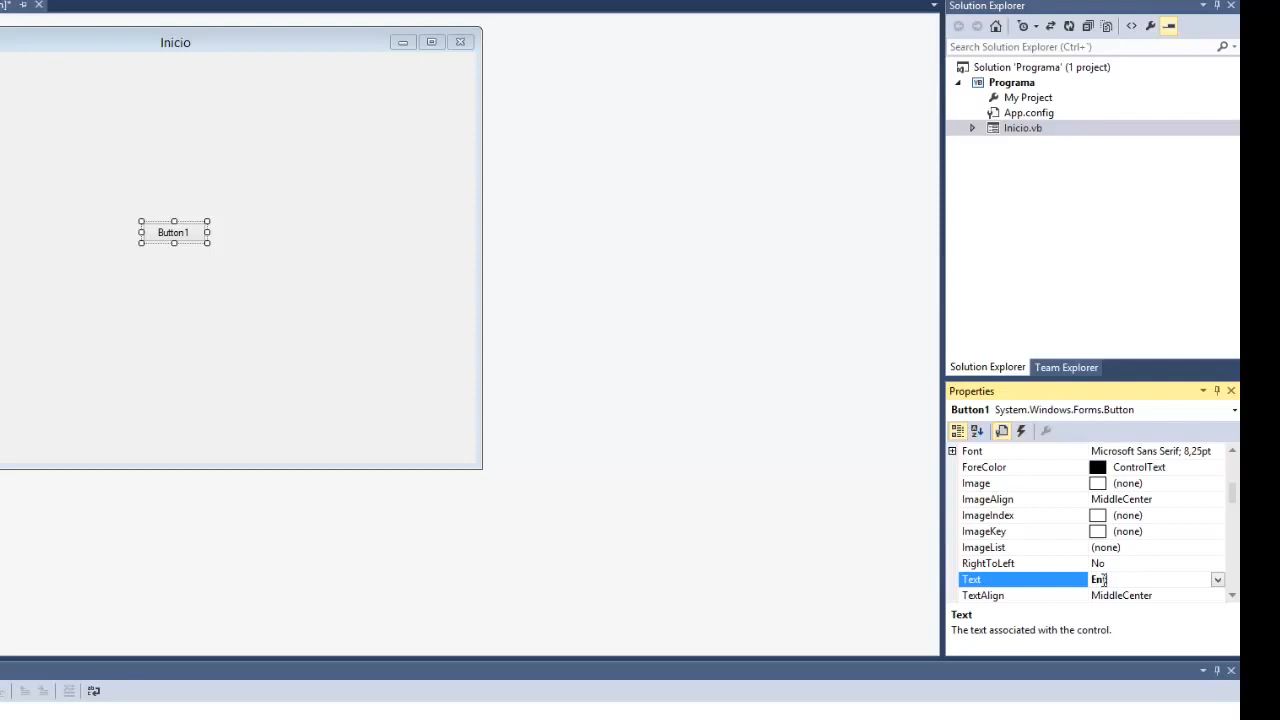 Inicio
Button1
Solution Explorer
Search Solution Explorer (Ctrl+`)
Solution 'Programa' (1 project)
Programa
My Project
App.config
Inicio.vb
Solution Explorer Team Explorer
Properties
Button1 System.Windows.Forms.Button
Font Microsoft Sans Serif; 8,25pt
ForeColor ControlText
Image (none)
ImageAlign MiddleCenter
ImageIndex (none)
ImageKey (none)
ImageList (none)
RightToLeft No
Text
TextAlign MiddleCenter
Text
The text associated with the control.